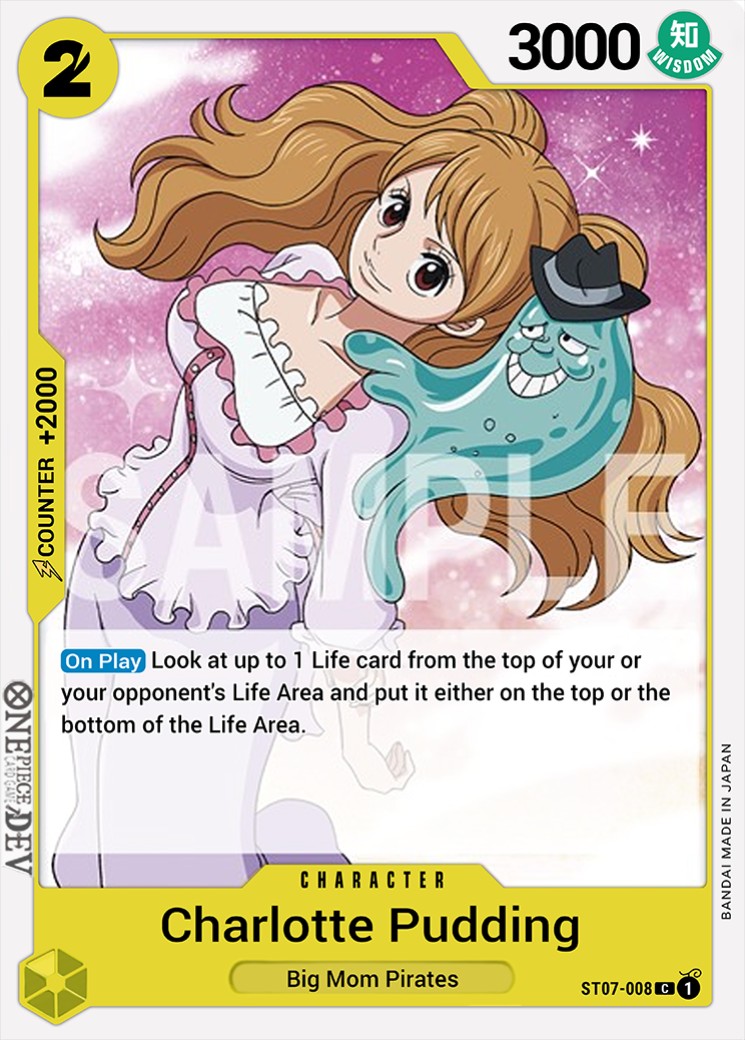 2
3000
知
WISDOM
COUNTER +2000
SAMPLE
On Play Look at up to 1 Life card from the top of your or
your opponent's Life Area and put it either on the top or the
bottom of the Life Area.
ONE PIECE
CARD GAME
DEV
BANDAI MADE IN JAPAN
CHARACTER
Charlotte Pudding
Big Mom Pirates
ST07-008 C 1